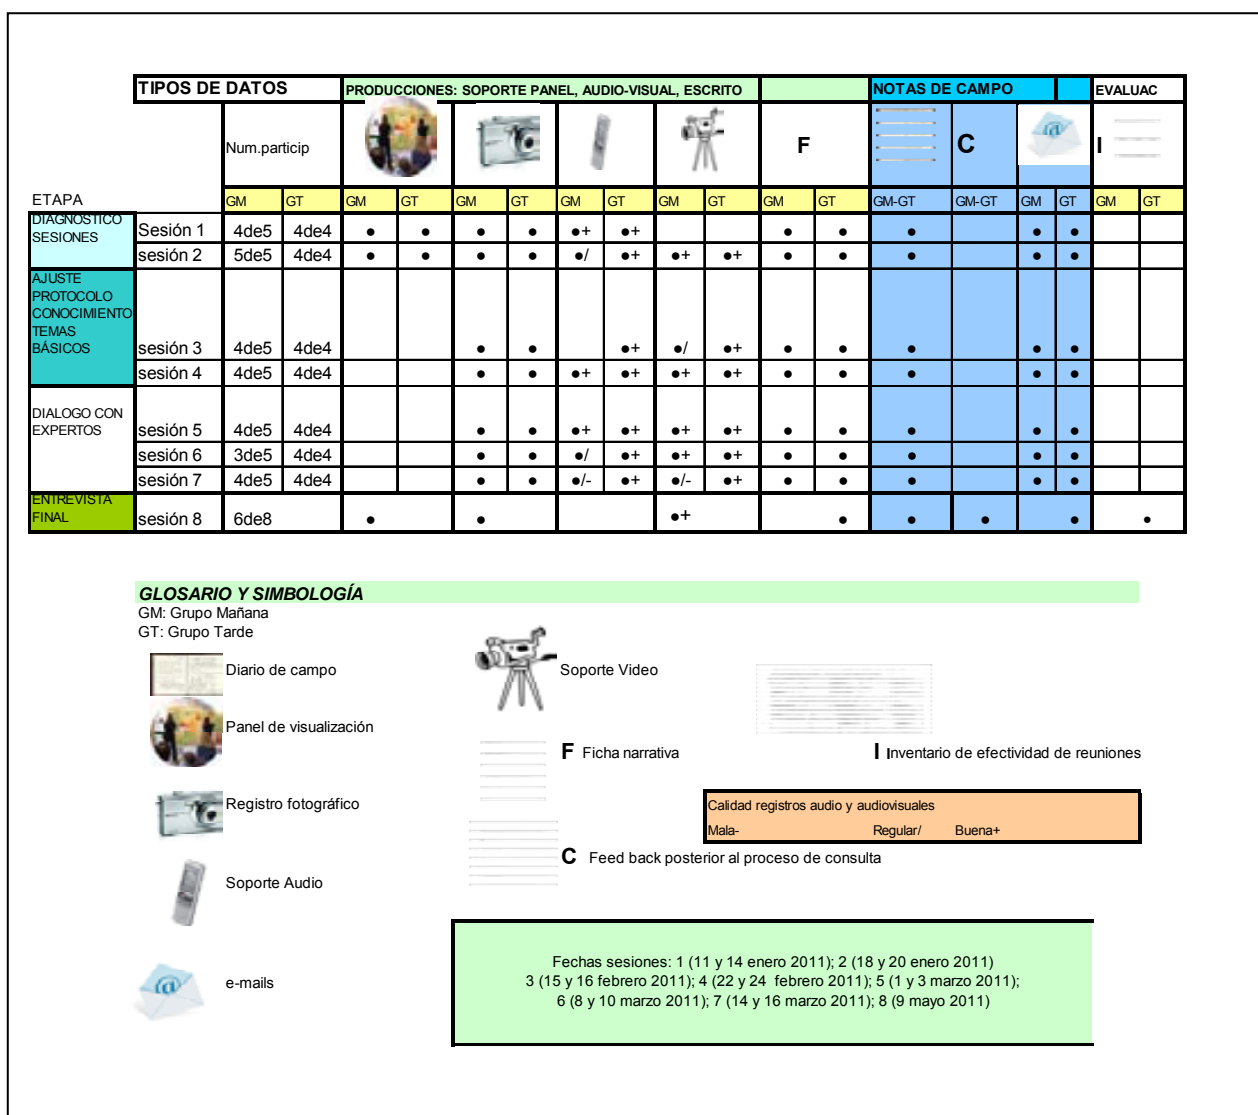 TIPOS DE DATOS PRODUCCIONES: SOPORTE PANEL, AUDIO-VISUAL, ESCRITO NOTAS DE CAMPO EVALUAC
Num.particip F C I
ETAPA GM GT GM GT GM GT GM GT GM GT GM GT GM-GT GM-GT GM GT GM GT
DIAGNOSTICO
SESIONES
Sesión 1 4de5 4de4 ● ● ● ● ●+ ●+ ● ● ● ● ●
sesión 2 5de5 4de4 ● ● ● ● ●/ ●+ ●+ ●+ ● ● ● ● ●
AJUSTE
PROTOCOLO
CONOCIMIENTO
TEMAS
BÁSICOS
sesión 3 4de5 4de4 ● ● ●+ ●/ ●+ ● ● ● ● ●
sesión 4 4de5 4de4 ● ● ●+ ●+ ●+ ●+ ● ● ● ● ●
DIALOGO CON
EXPERTOS
sesión 5 4de5 4de4 ● ● ●+ ●+ ●+ ●+ ● ● ● ● ●
sesión 6 3de5 4de4 ● ● ●/ ●+ ●+ ●+ ● ● ● ● ●
sesión 7 4de5 4de4 ● ● ●/- ●+ ●/- ●+ ● ● ● ● ●
ENTREVISTA
FINAL
sesión 8 6de8 ● ● ●+ ● ● ● ● ●
GLOSARIO Y SIMBOLOGÍA
GM: Grupo Mañana
GT: Grupo Tarde
Diario de campo
Soporte Video
Panel de visualización
F Ficha narrativa
I Inventario de efectividad de reuniones
Registro fotográfico
Calidad registros audio y audiovisuales
Mala- Regular/ Buena+
C Feed back posterior al proceso de consulta
Soporte Audio
e-mails
Fechas sesiones: 1 (11 y 14 enero 2011); 2 (18 y 20 enero 2011)
3 (15 y 16 febrero 2011); 4 (22 y 24 febrero 2011); 5 (1 y 3 marzo 2011);
6 (8 y 10 marzo 2011); 7 (14 y 16 marzo 2011); 8 (9 mayo 2011)